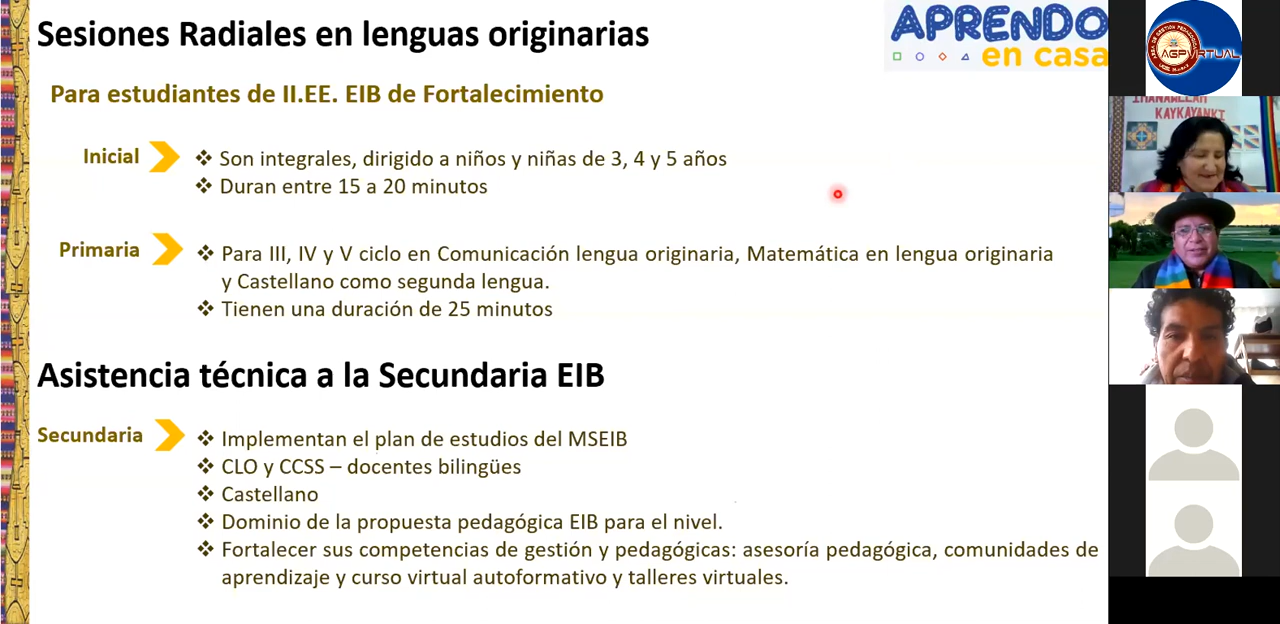 Sesiones Radiales en lenguas originarias
APRENDO
en casa
Para estudiantes de II.EE. EIB de Fortalecimiento
Inicial
❖ Son integrales, dirigido a niños y niñas de 3, 4 y 5 años
❖ Duran entre 15 a 20 minutos
Primaria
❖ Para III, IV y V ciclo en Comunicación lengua originaria, Matemática en lengua originaria
y Castellano como segunda lengua.
❖ Tienen una duración de 25 minutos
Asistencia técnica a la Secundaria EIB
Secundaria
❖ Implementan el plan de estudios del MSEIB
❖ CLO y CCSS – docentes bilingües
❖ Castellano
❖ Dominio de la propuesta pedagógica EIB para el nivel.
❖ Fortalecer sus competencias de gestión y pedagógicas: asesoría pedagógica, comunidades de
aprendizaje y curso virtual autoformativo y talleres virtuales.
AGPVIRTUAL
KAYKAYANKI